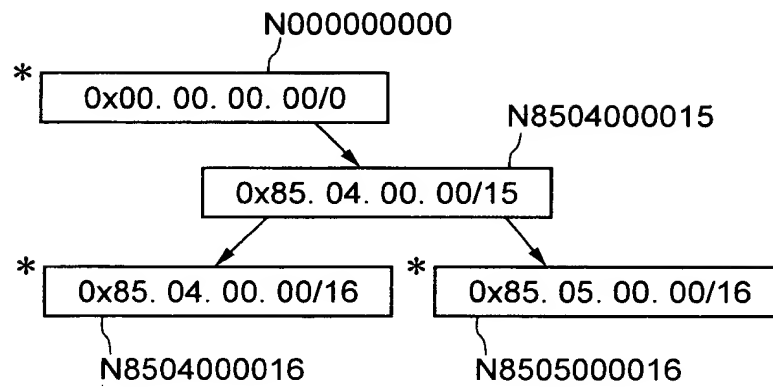 N000000000
* 0x00. 00. 00. 00/0
N8504000015
0x85. 04. 00. 00/15
* 0x85. 04. 00. 00/16
* 0x85. 05. 00. 00/16
N8504000016
N8505000016